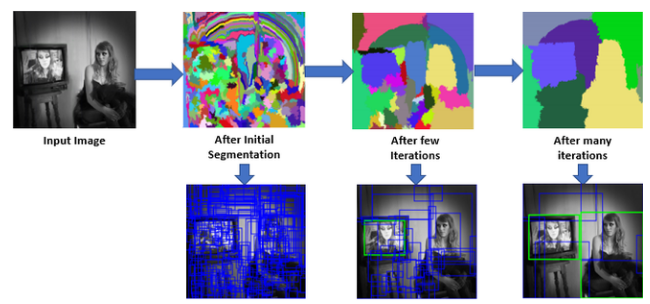 Input Image
After Initial
Segmentation
After few
Iterations
After many
iterations